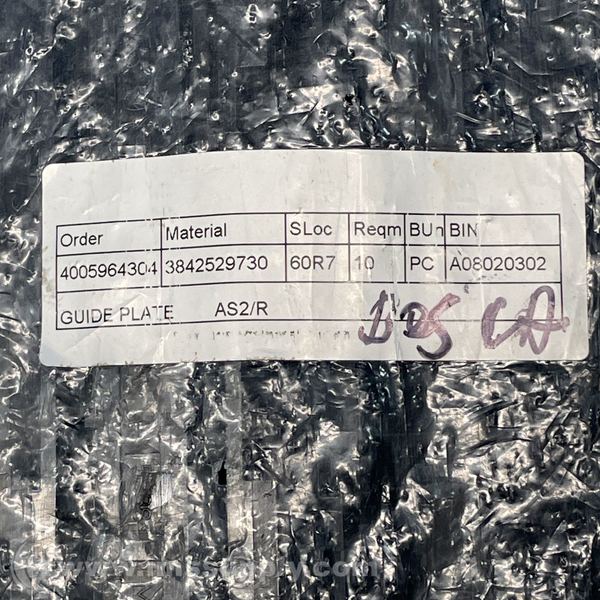 Order Material SLoc Reqm BUn BIN
4005964304 3842529730 60R7 10 PC A08020302
GUIDE PLATE AS2/R